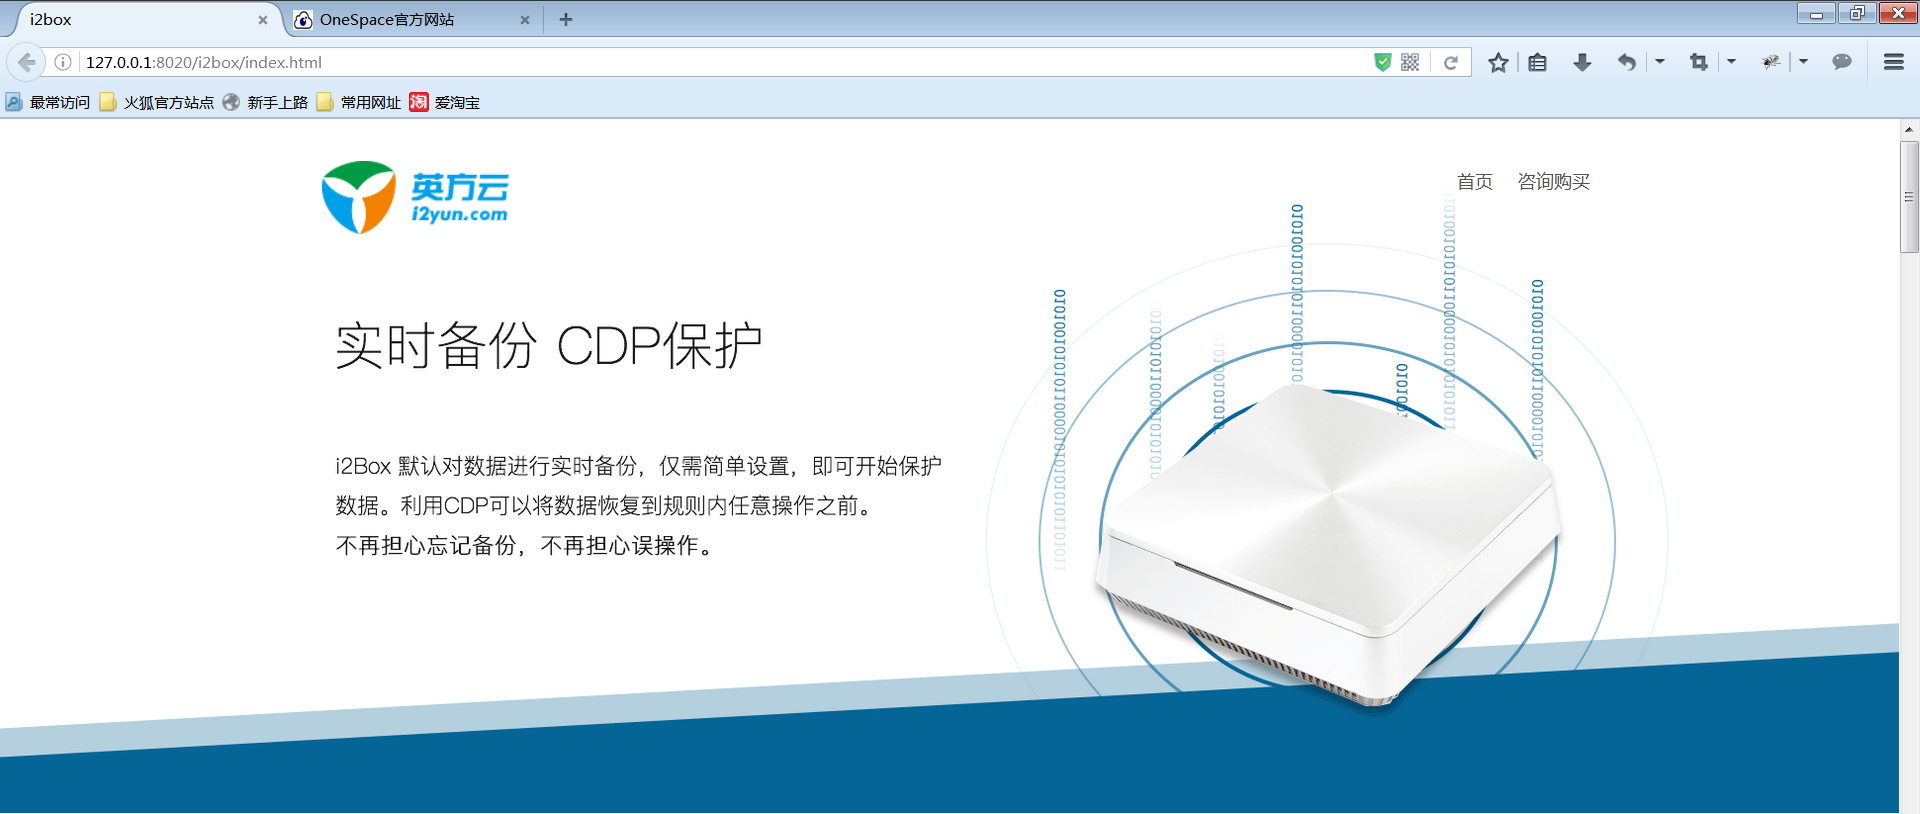 i2box
OneSpace官方网站
127.0.0.1:8020/i2box/index.html
最常访问 火狐官方站点 新手上路 常用网址 淘 爱淘宝
英方云
i2yun.com
首页 咨询购买
实时备份 CDP保护
i2Box 默认对数据进行实时备份，仅需简单设置，即可开始保护
数据。利用CDP可以将数据恢复到规则内任意操作之前。
不再担心忘记备份，不再担心误操作。